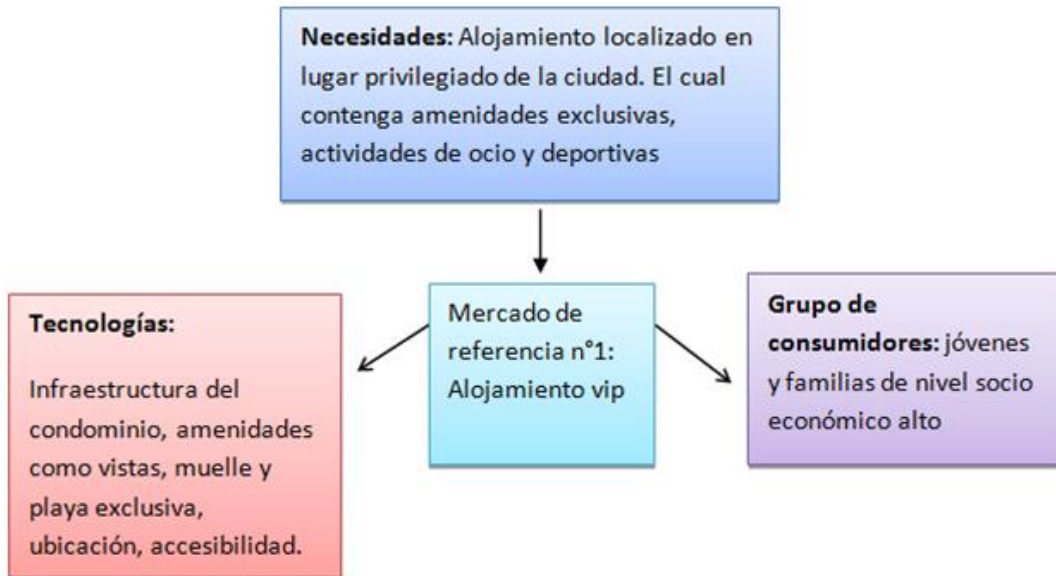 Necesidades: Alojamiento localizado en
lugar privilegiado de la ciudad. El cual
contenga amenidades exclusivas,
actividades de ocio y deportivas
Tecnologías:
Infraestructura del
condominio, amenidades
como vistas, muelle y
playa exclusiva,
ubicación, accesibilidad.
Mercado de
referencia n°1:
Alojamiento vip
Grupo de
consumidores: jóvenes
y familias de nivel socio
económico alto